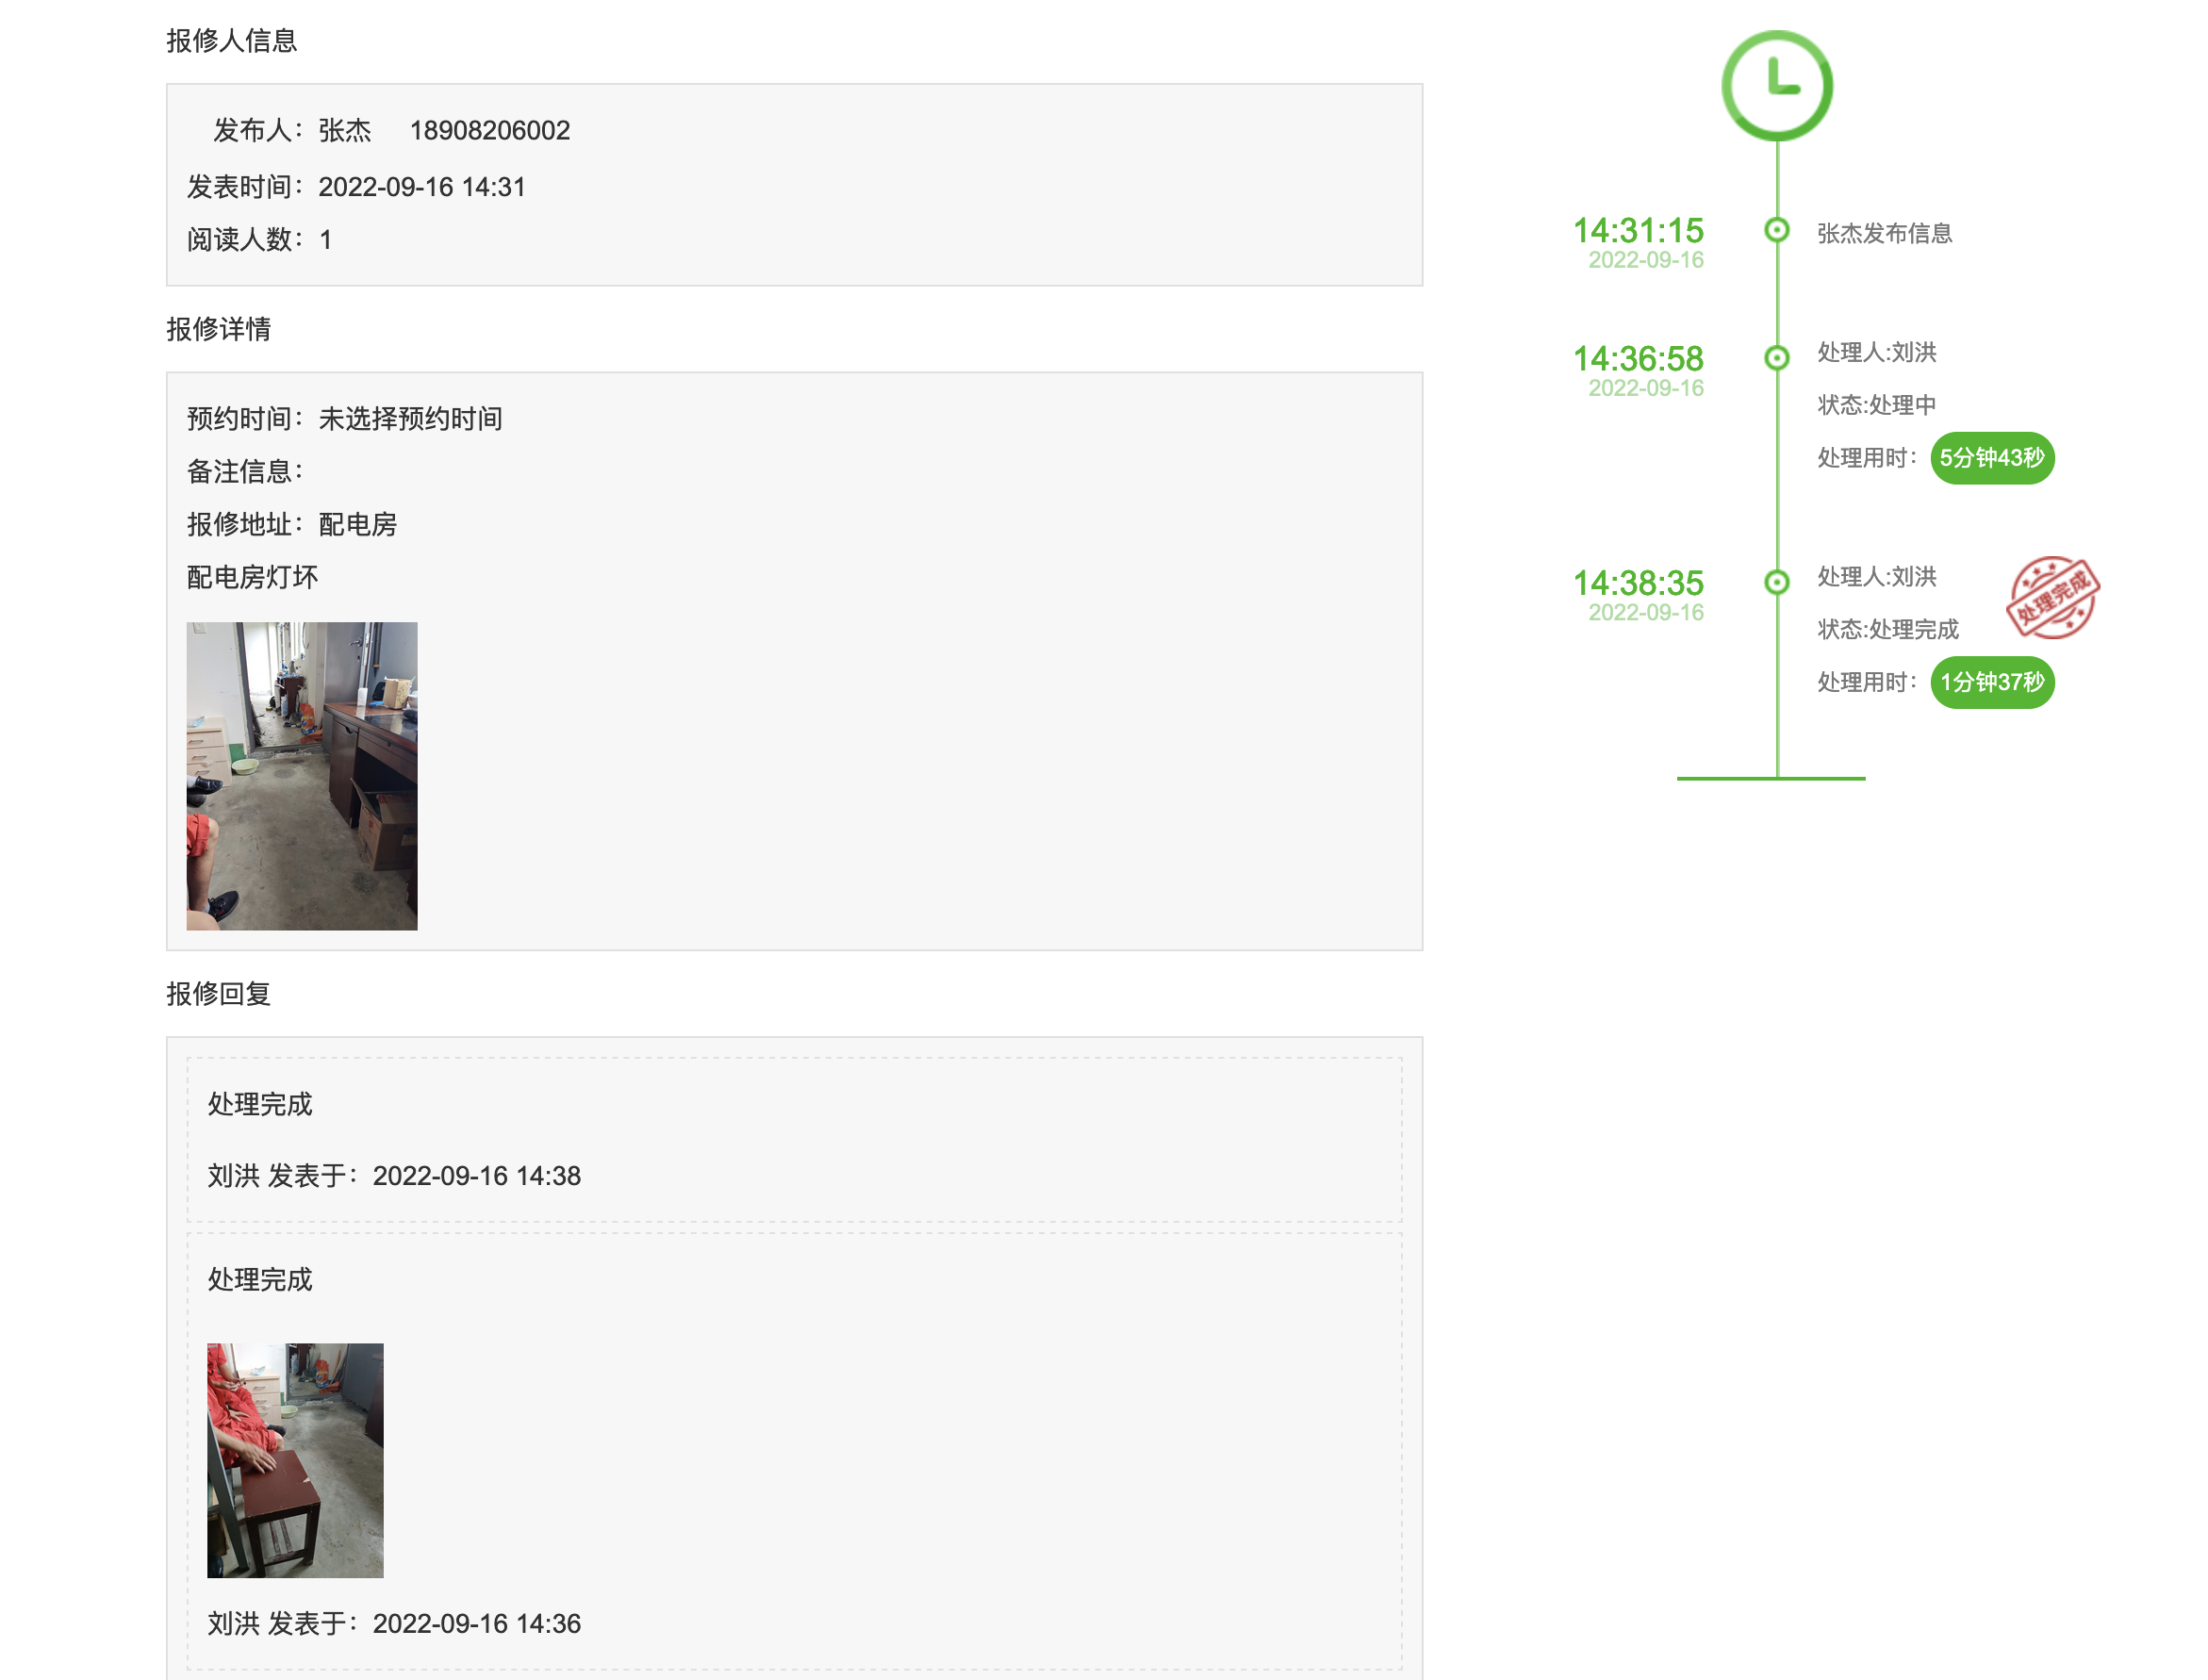 报修人信息
发布人：张杰 18908206002
发表时间：2022-09-16 14:31
阅读人数：1
报修详情
预约时间：未选择预约时间
备注信息：
报修地址：配电房
配电房灯坏
报修回复
处理完成
刘洪 发表于：2022-09-16 14:38
处理完成
刘洪 发表于：2022-09-16 14:36
14:31:15
2022-09-16
张杰发布信息
14:36:58
2022-09-16
处理人:刘洪
状态:处理中
处理用时：5分钟43秒
14:38:35
2022-09-16
处理人:刘洪
状态:处理完成
处理用时：1分钟37秒
处理完成